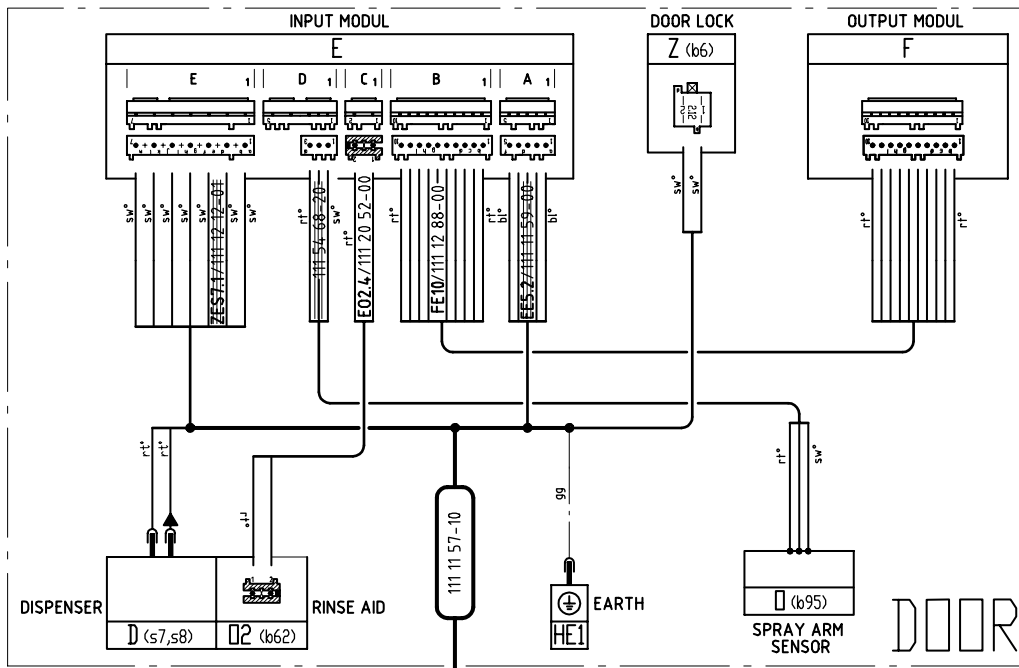 INPUT MODUL
DOOR LOCK
OUTPUT MODUL
E
Z (b6)
F
E 1
D 1
C 1
B 1
A 1
sw°
sw°
sw°
sw°
sw°
sw°
sw°
ZES7.1/111 12 12-01
rt°
111 54 68-20
sw°
rt°
EO2.4/111 20 52-00
rt°
FE10/111 12 88-00
rt°
bl°
EE5.2/111 11 59-00
bl°
sw°
sw°
rt°
rt°
rt°
rt°
rt°
111 11 57-10
gg
rt°
sw°
DISPENSER
D (s7,s8)
O2 (b62)
RINSE AID
EARTH
HE1
O (b95)
SPRAY ARM
SENSOR
DOOR